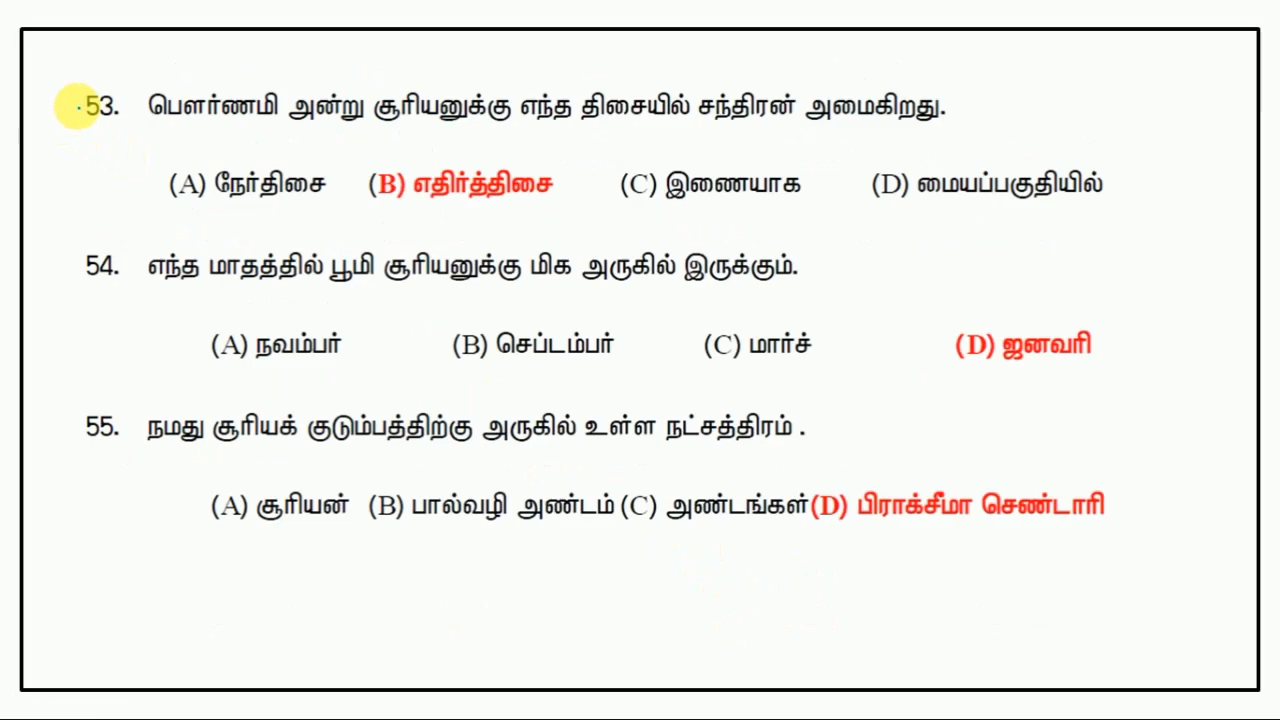 53. பௌர்ணமி அன்று சூரியனுக்கு எந்த திசையில் சந்திரன் அமைகிறது.
(A) நேர்திசை (B) எதிர்த்திசை (C) இணையாக (D) மையப்பகுதியில்
54. எந்த மாதத்தில் பூமி சூரியனுக்கு மிக அருகில் இருக்கும்.
(A) நவம்பர் (B) செப்டம்பர் (C) மார்ச் (D) ஜனவரி
55. நமது சூரியக் குடும்பத்திற்கு அருகில் உள்ள நட்சத்திரம் .
(A) சூரியன் (B) பால்வழி அண்டம் (C) அண்டங்கள் (D) பிராக்சீமா செண்டாரி